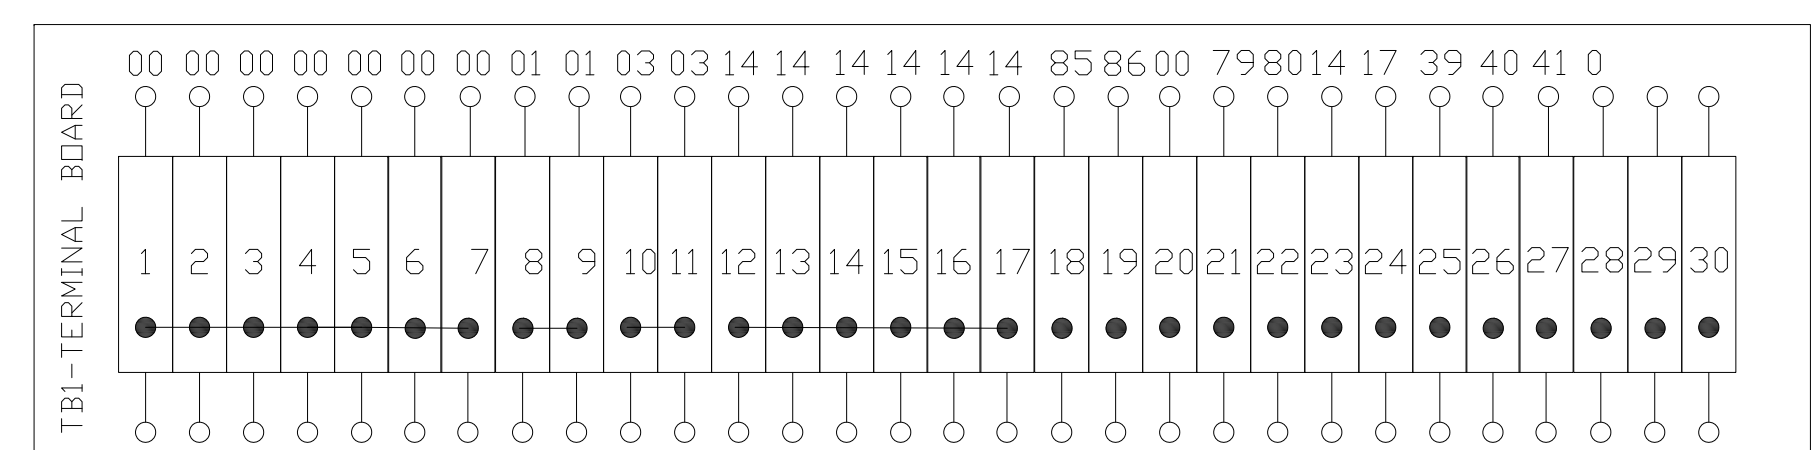 00 00 00 00 00 00 00 01 01 03 03 14 14 14 14 14 14 85 86 00 79 80 14 17 39 40 41 0
TB1-TERMINAL BOARD
1 2 3 4 5 6 7 8 9 10 11 12 13 14 15 16 17 18 19 20 21 22 23 24 25 26 27 28 29 30